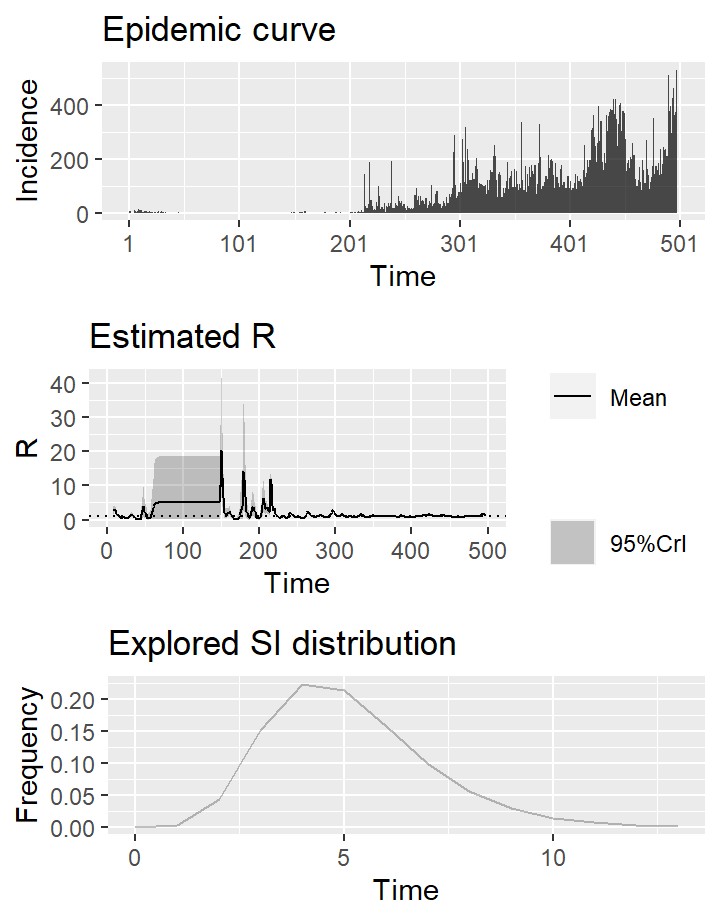 Epidemic curve
Incidence
400
200
0
1 101 201 301 401 501
Time
Estimated R
R
40
30
20
10
0
0 100 200 300 400 500
Time
Mean
95%CrI
Explored SI distribution
Frequency
0.20
0.15
0.10
0.05
0.00
0 5 10
Time